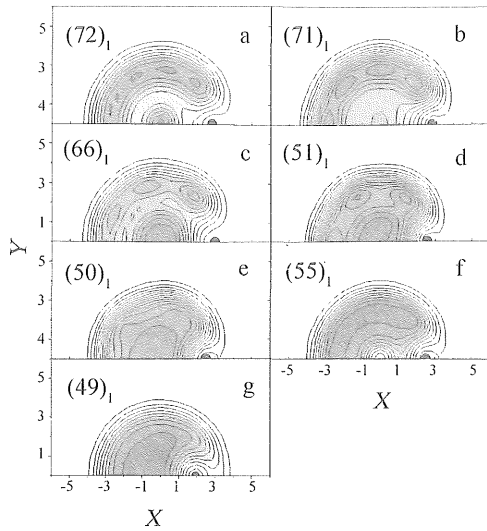 5 (72)₁ a (71)₁ b
3
4
5 (66)₁ c (51)₁ d
3
1
Y
5 (50)₁ e (55)₁ f
3
4
5 (49)₁ g -5 -3 -1 1 3 5
3 X
1
-5 -3 -1 1 3 5
X